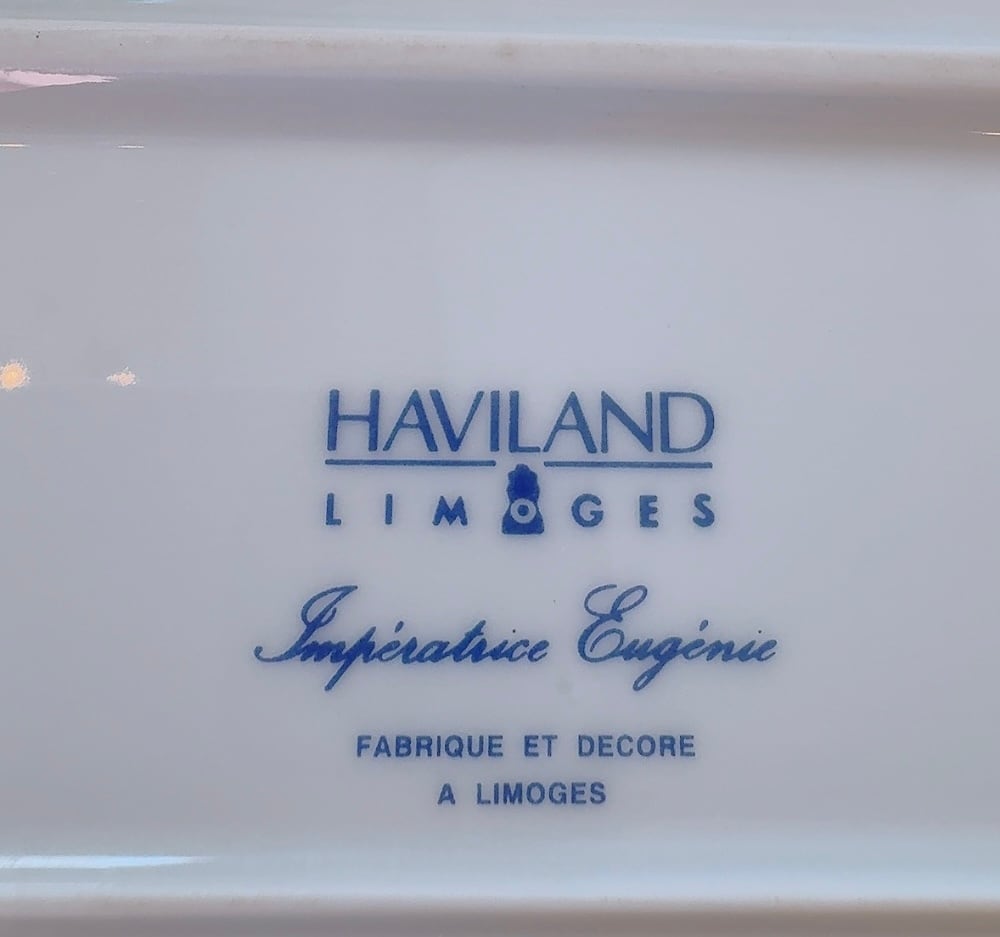 HAVILAND
LIMOGES
Impératrice Eugénie
FABRIQUE ET DECORE
A LIMOGES